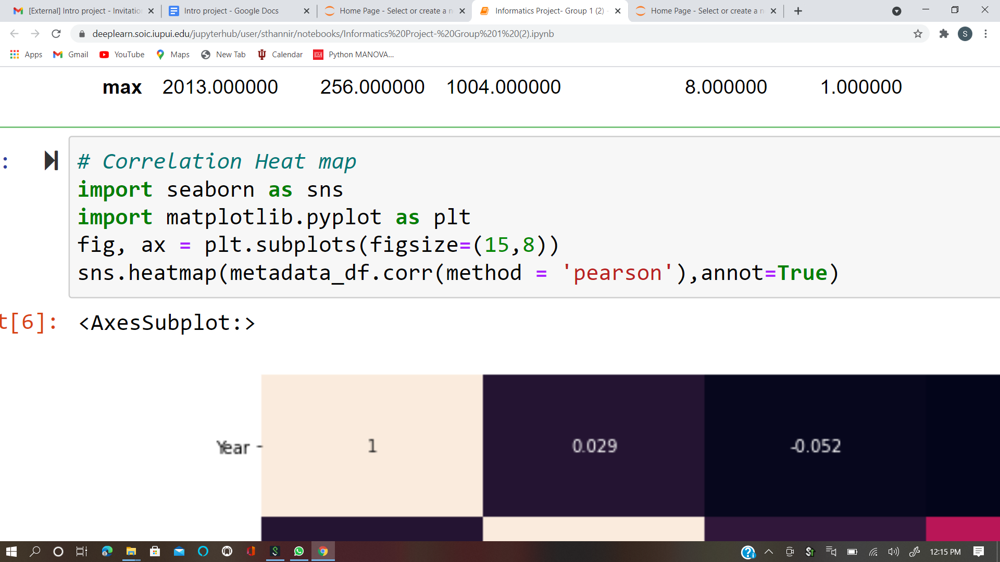 [External] Intro project - Invitatio
Intro project - Google Docs
Home Page - Select or create a n
Informatics Project- Group 1 (2) -
Home Page - Select or create a n
deeplearn.soic.iupui.edu/jupyterhub/user/sthannir/notebooks/Informatics%20Project-%20Group%201%20(2).ipynb
S
Apps
Gmail
YouTube
Maps
New Tab
Calendar
Python MANOVA...
max 2013.000000 256.000000 1004.000000 8.000000 1.000000
:
# Correlation Heat map
import seaborn as sns
import matplotlib.pyplot as plt
fig, ax = plt.subplots(figsize=(15,8))
sns.heatmap(metadata_df.corr(method = 'pearson'),annot=True)
t[6]: <AxesSubplot:>
Year - 1 0.029 -0.052
12:15 PM